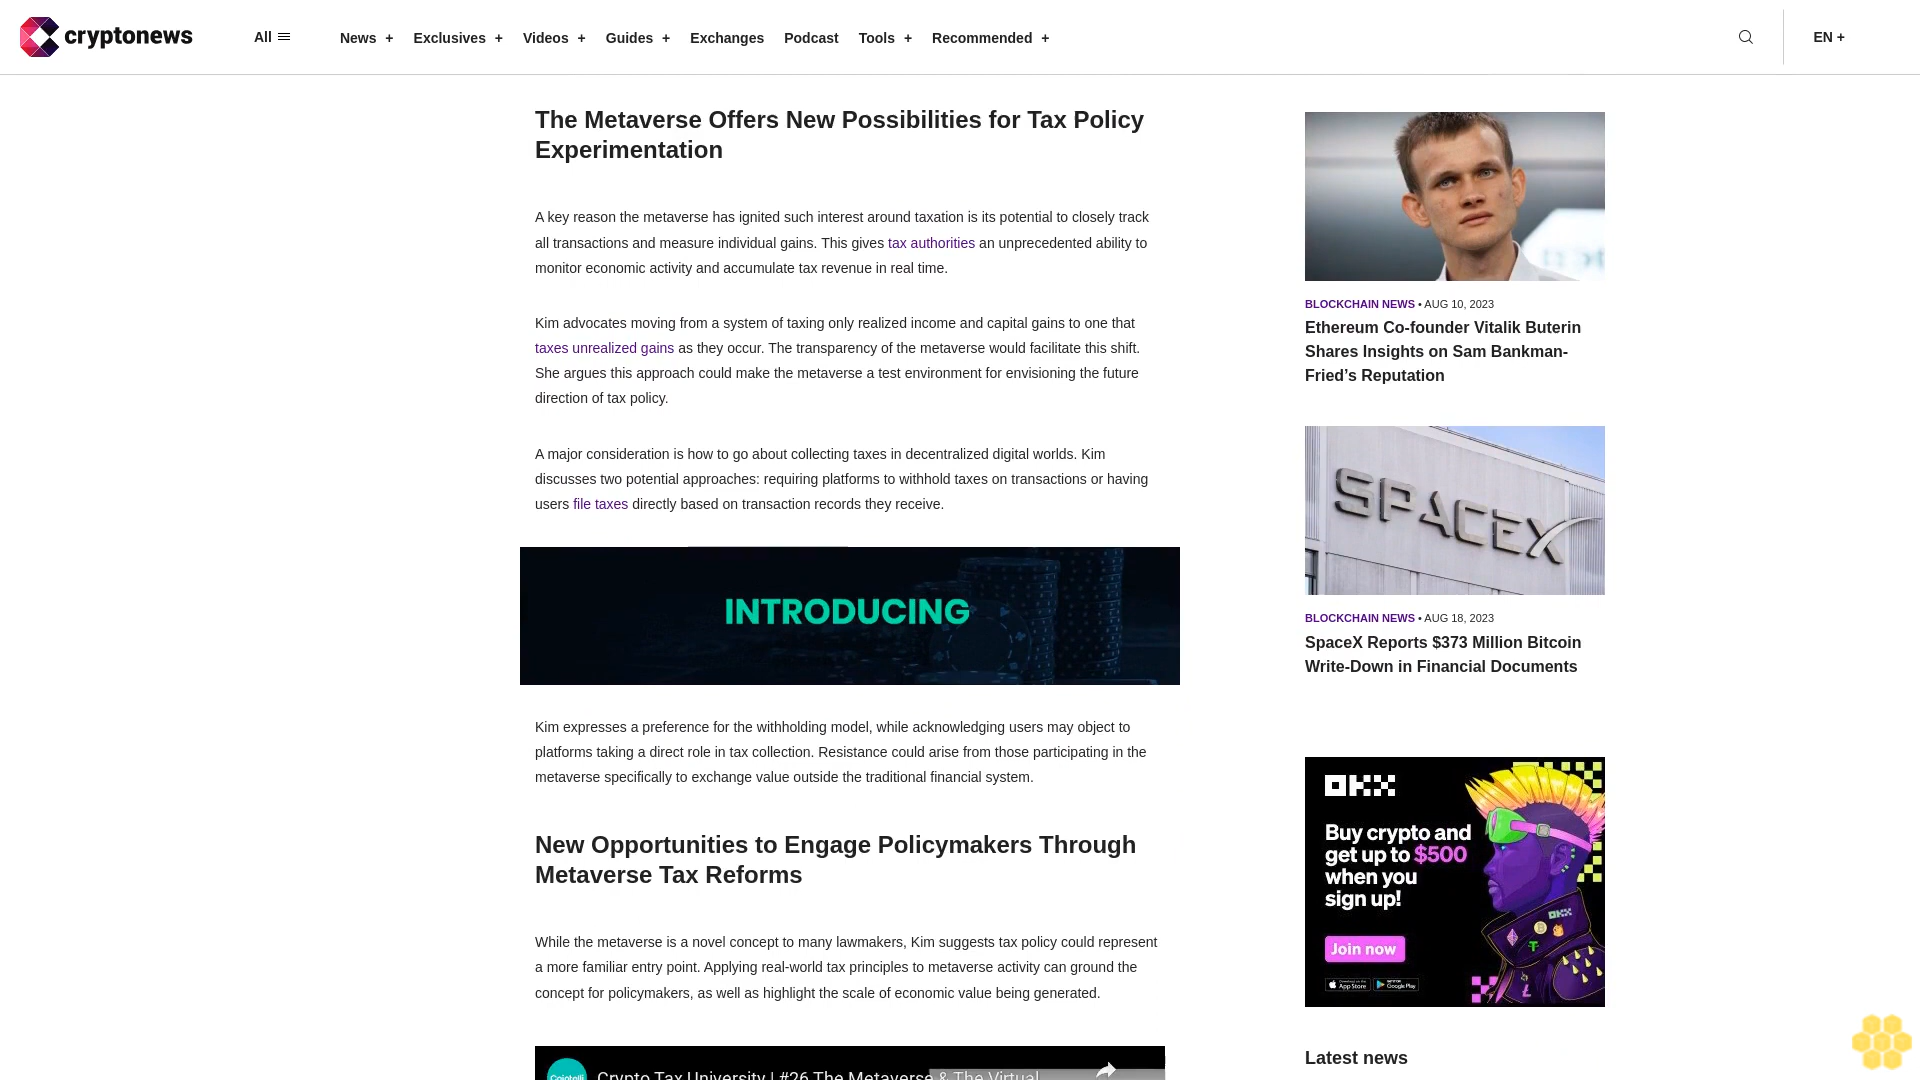 cryptonews
All
News +
Exclusives +
Videos +
Guides +
Exchanges
Podcast
Tools +
Recommended +
EN +
The Metaverse Offers New Possibilities for Tax Policy
Experimentation
A key reason the metaverse has ignited such interest around taxation is its potential to closely track
all transactions and measure individual gains. This gives tax authorities an unprecedented ability to
monitor economic activity and accumulate tax revenue in real time.
Kim advocates moving from a system of taxing only realized income and capital gains to one that
taxes unrealized gains as they occur. The transparency of the metaverse would facilitate this shift.
She argues this approach could make the metaverse a test environment for envisioning the future
direction of tax policy.
A major consideration is how to go about collecting taxes in decentralized digital worlds. Kim
discusses two potential approaches: requiring platforms to withhold taxes on transactions or having
users file taxes directly based on transaction records they receive.
INTRODUCING
Kim expresses a preference for the withholding model, while acknowledging users may object to
platforms taking a direct role in tax collection. Resistance could arise from those participating in the
metaverse specifically to exchange value outside the traditional financial system.
New Opportunities to Engage Policymakers Through
Metaverse Tax Reforms
While the metaverse is a novel concept to many lawmakers, Kim suggests tax policy could represent
a more familiar entry point. Applying real-world tax principles to metaverse activity can ground the
concept for policymakers, as well as highlight the scale of economic value being generated.
Crypto Tax University | #26 The Metaverse & The Virtual
BLOCKCHAIN NEWS • AUG 10, 2023
Ethereum Co-founder Vitalik Buterin
Shares Insights on Sam Bankman-
Fried’s Reputation
SPACEX
BLOCKCHAIN NEWS • AUG 18, 2023
SpaceX Reports $373 Million Bitcoin
Write-Down in Financial Documents
OKX
Buy crypto and
get up to $500
when you
sign up!
OKX
Join now
App Store
Google Play
Latest news